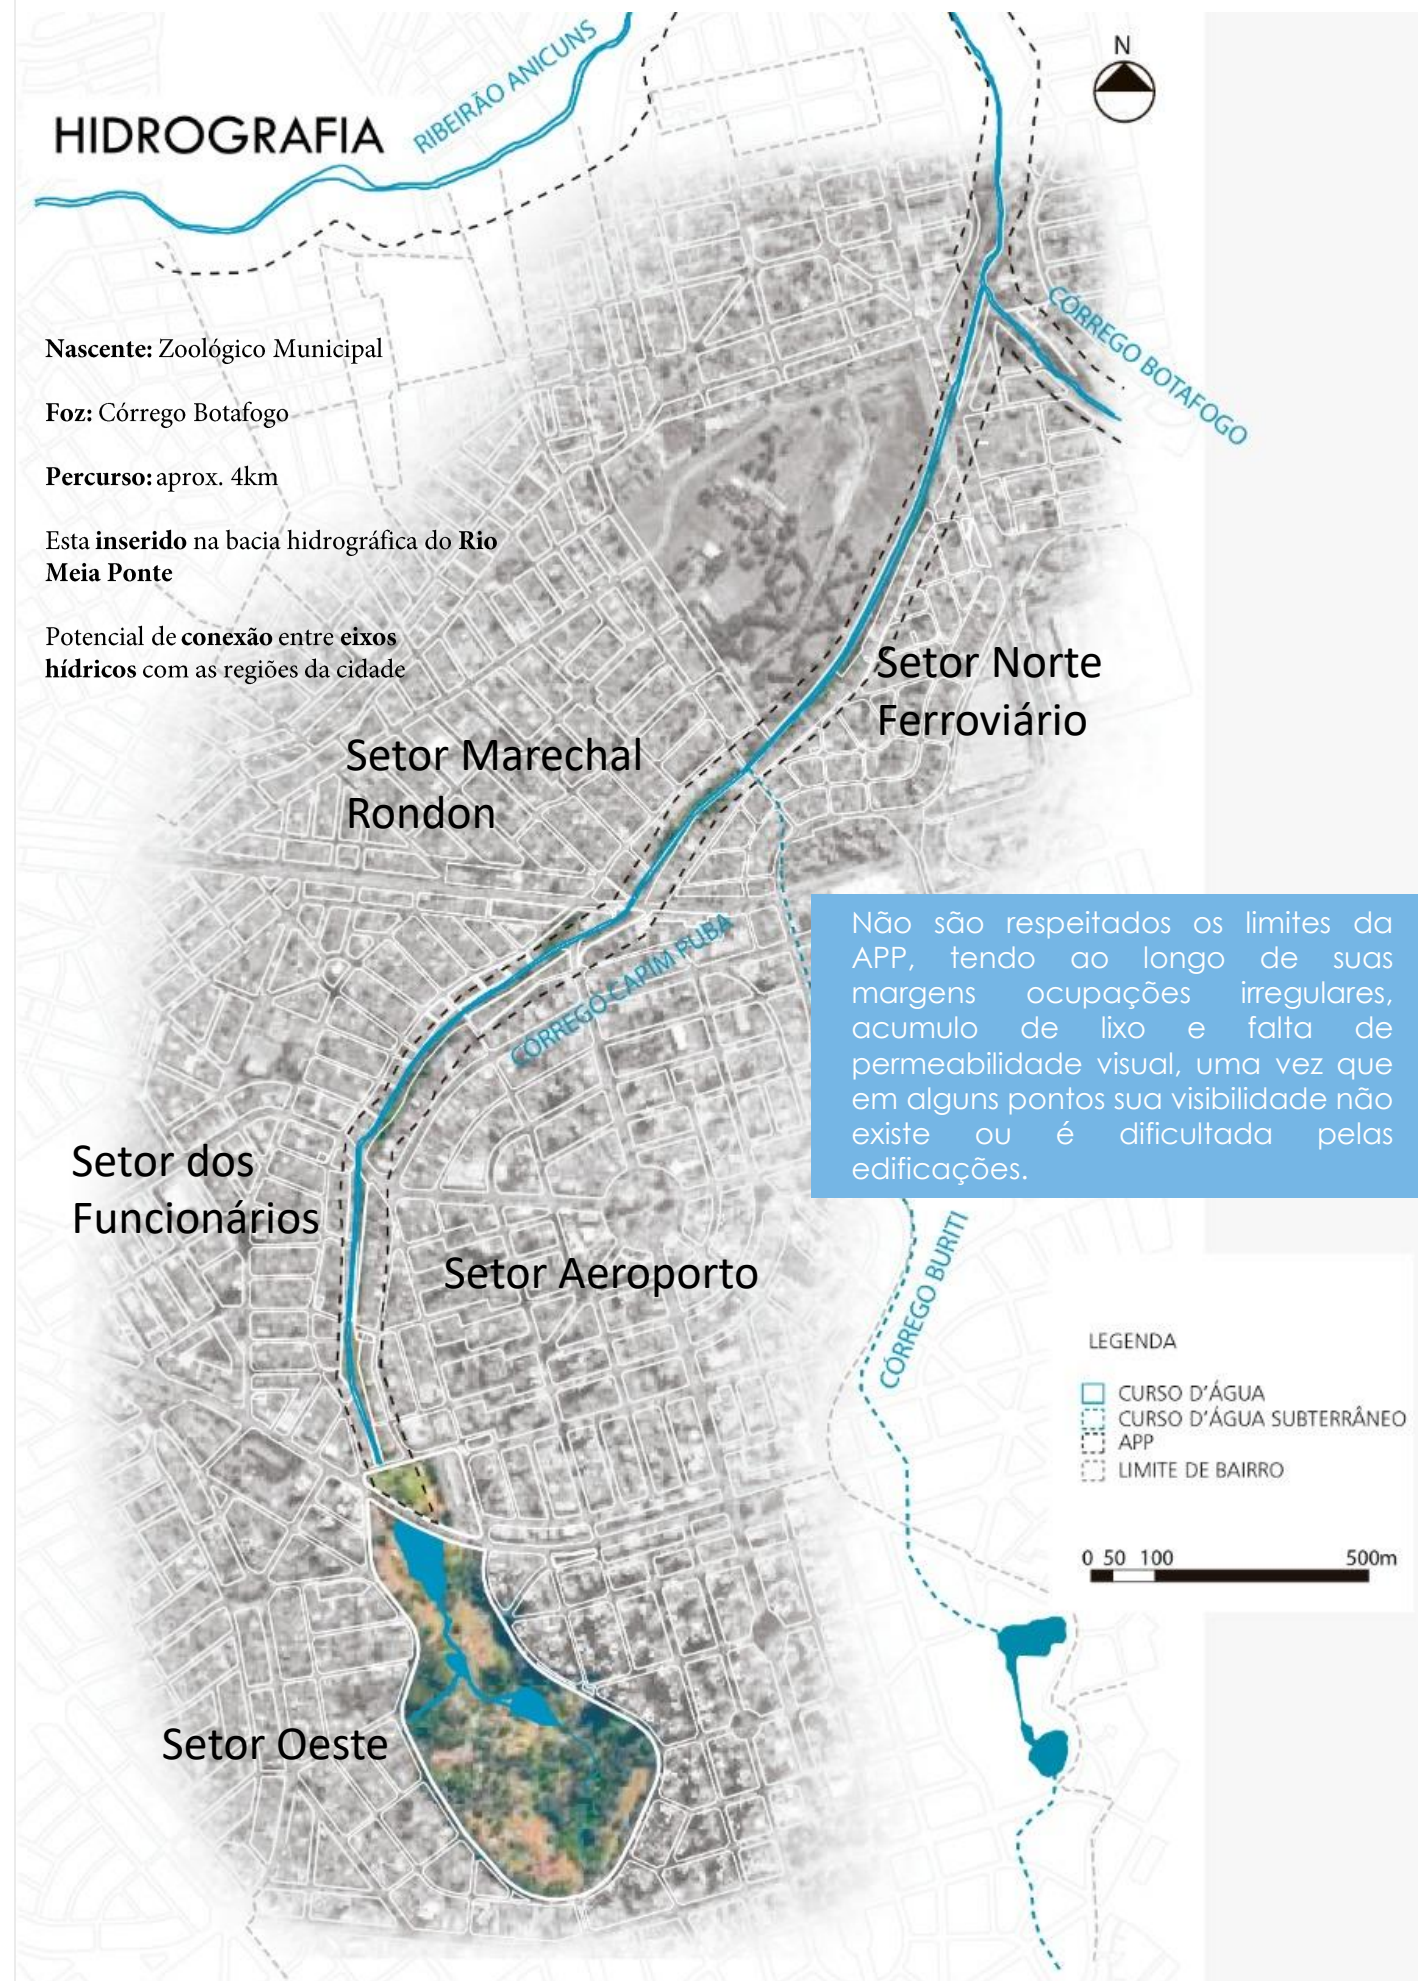 N
RIBEIRÃO ANICUNS
HIDROGRAFIA
CÓRREGO BOTAFOGO
Nascente: Zoológico Municipal
Foz: Córrego Botafogo
Percurso: aprox. 4km
Esta inserido na bacia hidrográfica do Rio
Meia Ponte
Potencial de conexão entre eixos
hídricos com as regiões da cidade
Setor Norte
Ferroviário
Setor Marechal
Rondon
CÓRREGO CAPIM PUBA
Não são respeitados os limites da
APP, tendo ao longo de suas
margens ocupações irregulares,
acumulo de lixo e falta de
permeabilidade visual, uma vez que
em alguns pontos sua visibilidade não
existe ou é dificultada pelas
edificações.
Setor dos
Funcionários
Setor Aeroporto
CÓRREGO BURITI
LEGENDA
CURSO D'ÁGUA
CURSO D'ÁGUA SUBTERRÂNEO
APP
LIMITE DE BAIRRO
0 50 100 500m
Setor Oeste